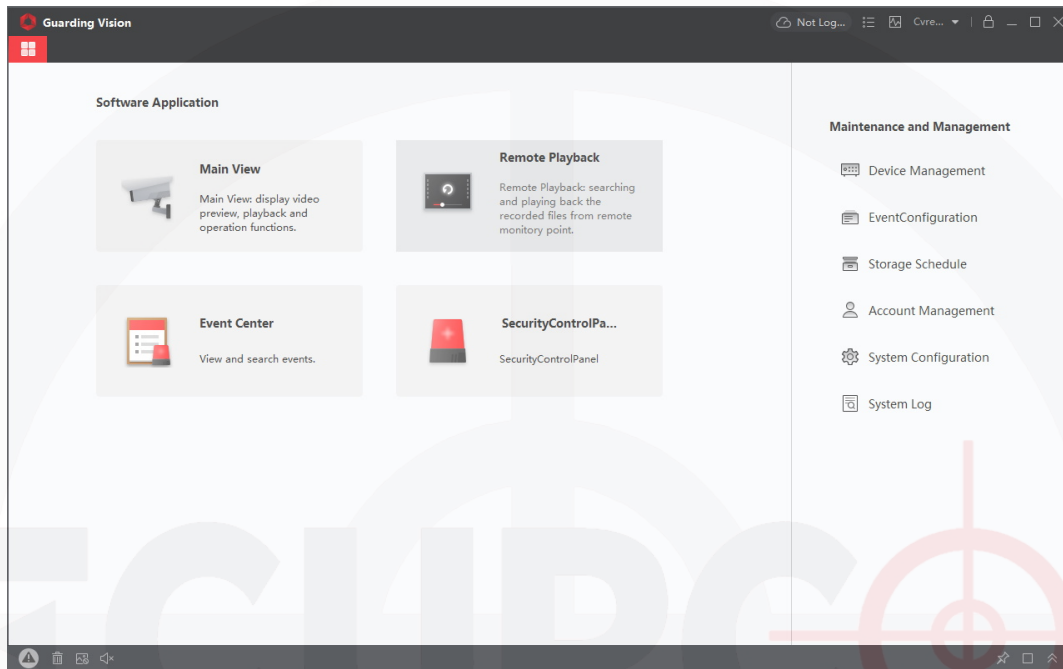 Guarding Vision
Not Log...
Cvre...
Software Application
Main View
Main View: display video
preview, playback and
operation functions.
Remote Playback
Remote Playback: searching
and playing back the
recorded files from remote
monitory point.
Event Center
View and search events.
SecurityControlPa...
SecurityControlPanel
Maintenance and Management
Device Management
EventConfiguration
Storage Schedule
Account Management
System Configuration
System Log